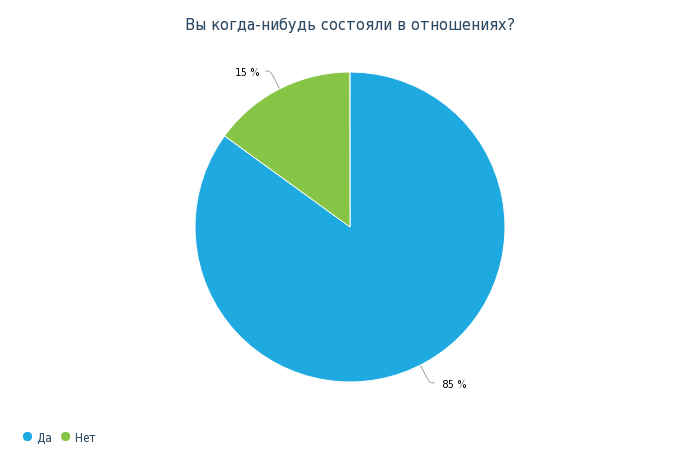 Вы когда-нибудь состояли в отношениях?
15 %
85 %
Да
Нет